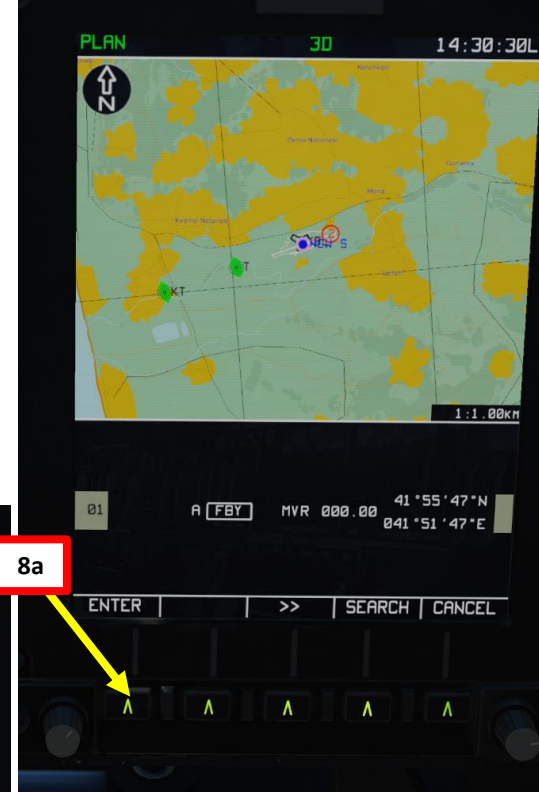 PLAN 3D 14:30:30L
N
KT
T
2
1:1.00KM
01 A FBY MVR 000.00 41°55'47"N
041°51'47"E
8a
ENTER >> SEARCH CANCEL
Λ Λ Λ Λ Λ